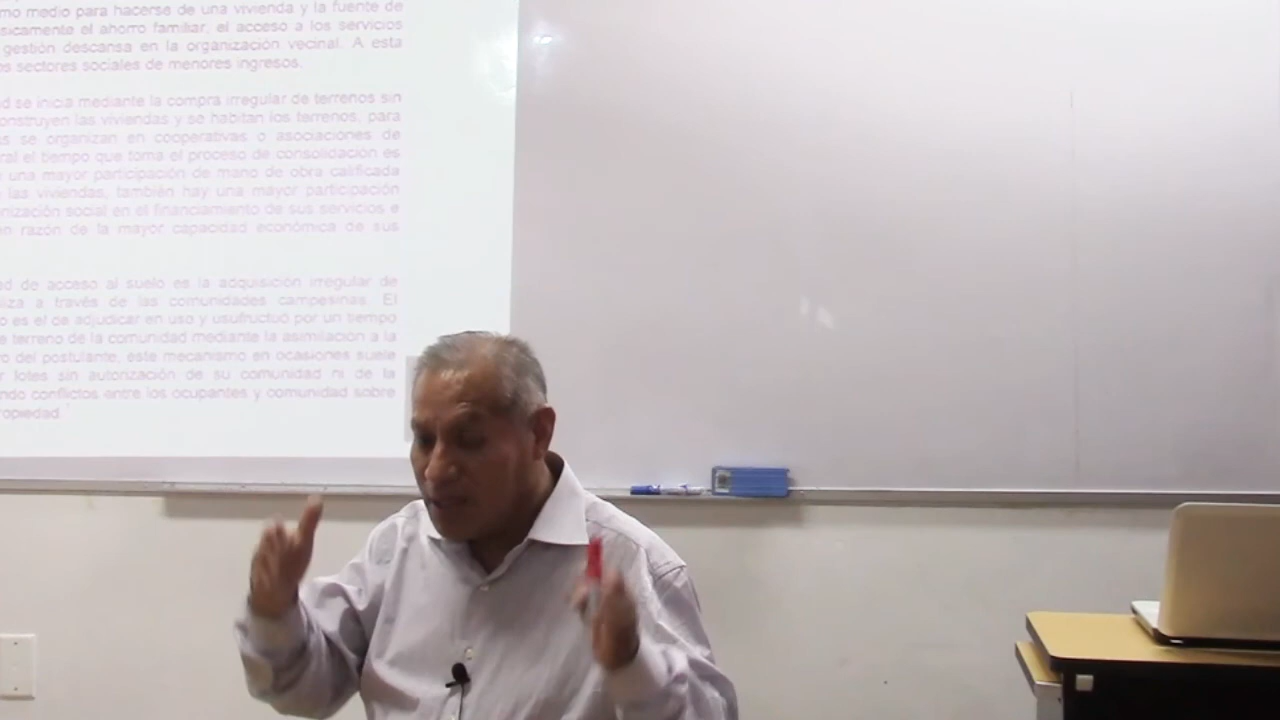 mo medio para hacerse de una vivienda y la fuente de
sicamente el ahorro familiar, el acceso a los servicios
gestión descansa en la organización vecinal. A esta
os sectores sociales de menores ingresos.
d se inicia mediante la compra irregular de terrenos sin
onstruyen las viviendas y se habitan los terrenos, para
as se organizan en cooperativas o asociaciones de
ral el tiempo que toma el proceso de consolidación es
una mayor participación de mano de obra calificada
las viviendas, también hay una mayor participación
nización social en el financiamiento de sus servicios e
en razón de la mayor capacidad económica de sus
ad de acceso al suelo es la adquisición irregular de
liza a través de las comunidades campesinas. El
o es el de adjudicar en uso y usufructuó por un tiempo
e terreno de la comunidad mediante la asimilación a la
ro del postulante, este mecanismo en ocasiones suele
r lotes sin autorización de su comunidad ni de la
ndo conflictos entre los ocupantes y comunidad sobre
ropiedad.